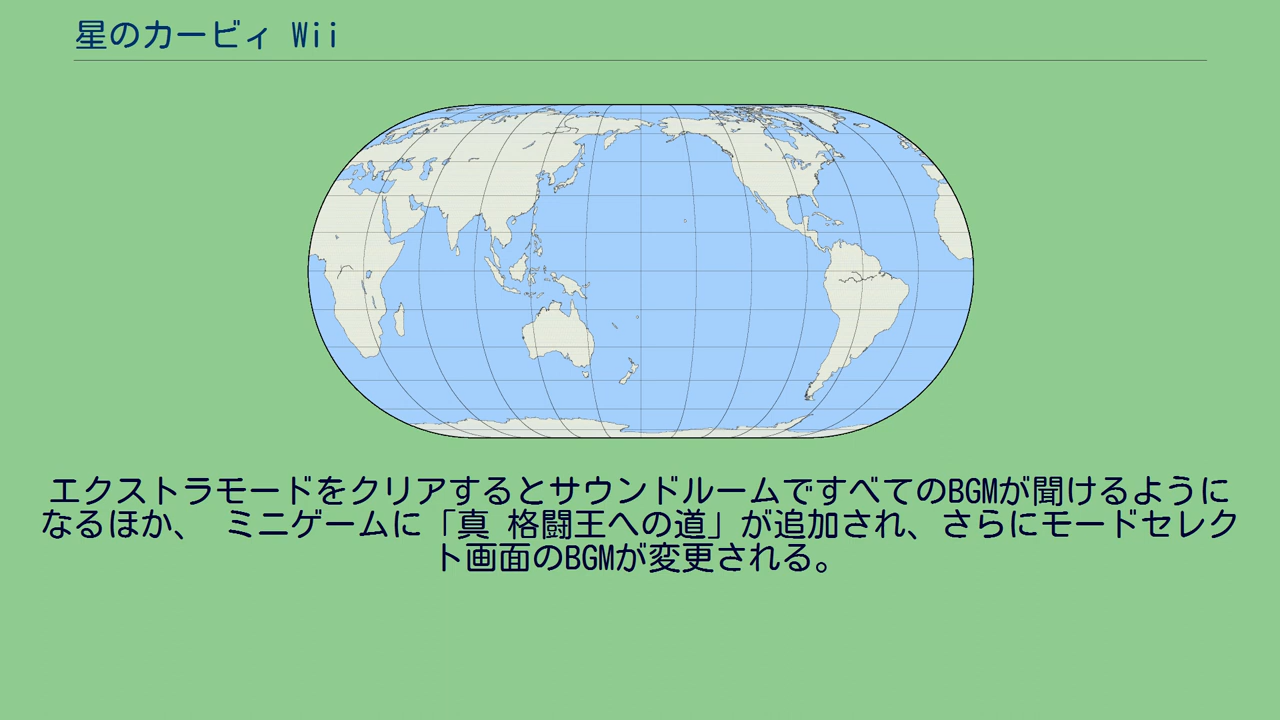 星のカービィ Wii
エクストラモードをクリアするとサウンドルームですべてのBGMが聞けるように
なるほか、 ミニゲームに「真 格闘王への道」が追加され、さらにモードセレク
ト画面のBGMが変更される。